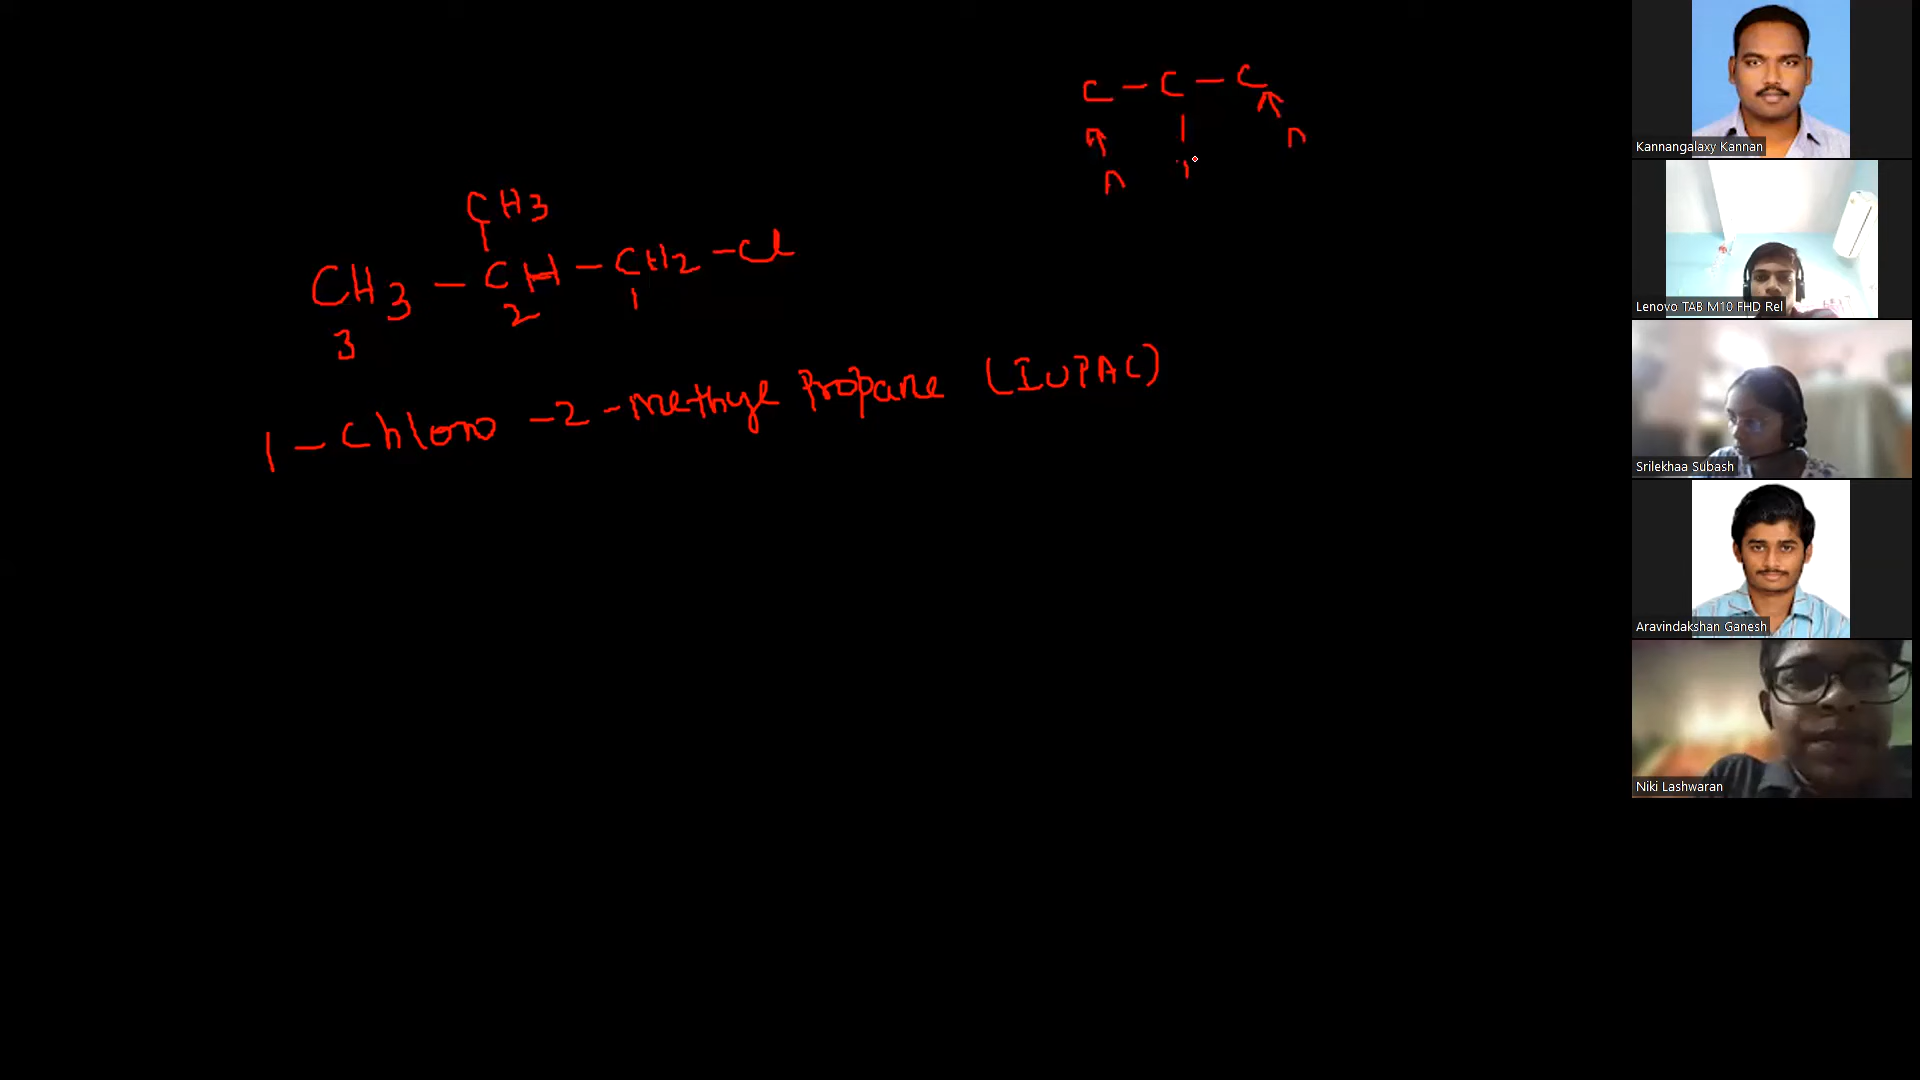 C - C - C
n n
CH3
CH3 - CH - CH2 - Cl
3 2 1
1 - Chloro - 2 - Methyl Propane (IUPAC)
Kannangalaxy Kannan
Lenovo TAB M10 FHD Rel
Srilekhaa Subash
Aravindakshan Ganesh
Niki Lashwaran